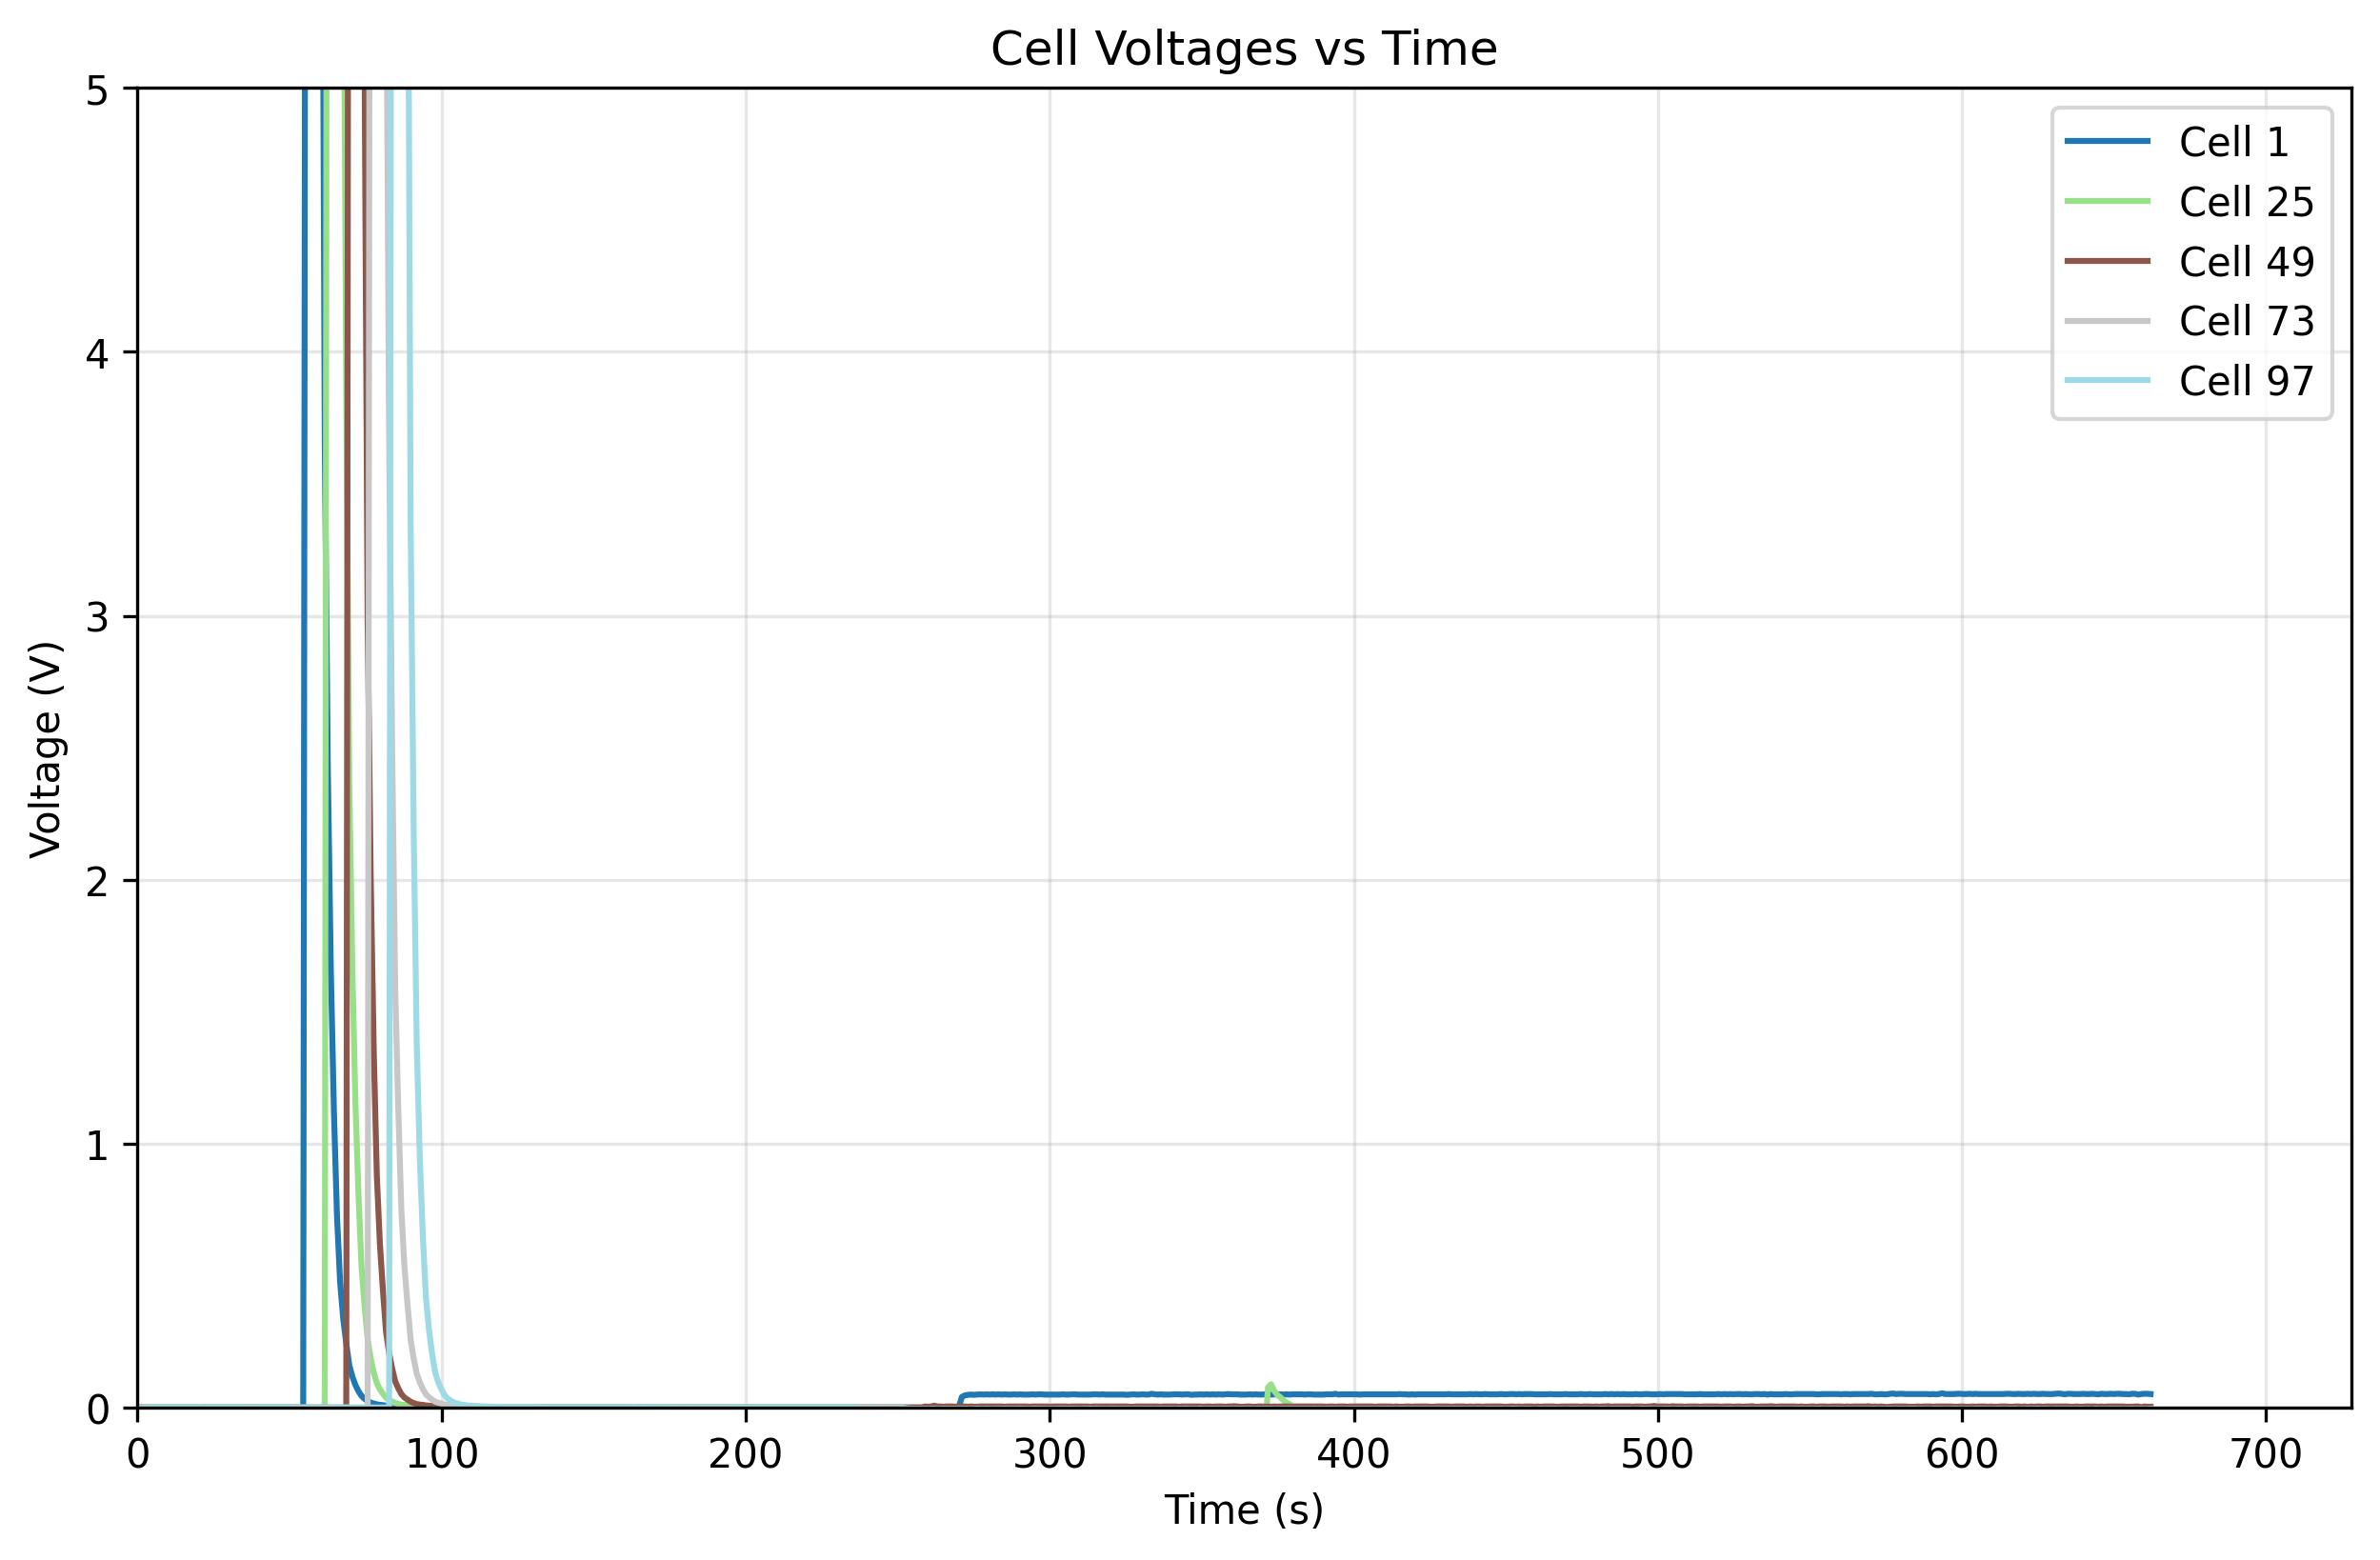 Cell Voltages vs Time
Cell 1
Cell 25
Cell 49
Cell 73
Cell 97
Voltage (V)
5
4
3
2
1
0
0 100 200 300 400 500 600 700
Time (s)